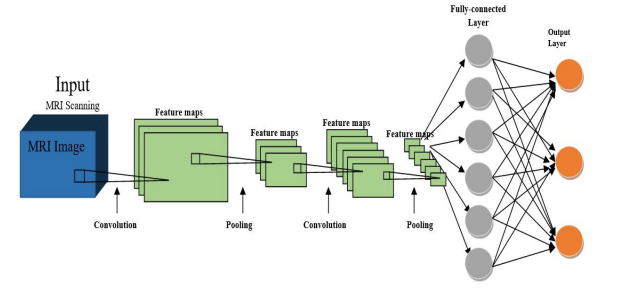 Fully-connected
Layer
Output
Layer
Input
MRI Scanning
MRI Image
Feature maps
Feature maps
Feature maps
Feature maps
Convolution
Pooling
Convolution
Pooling